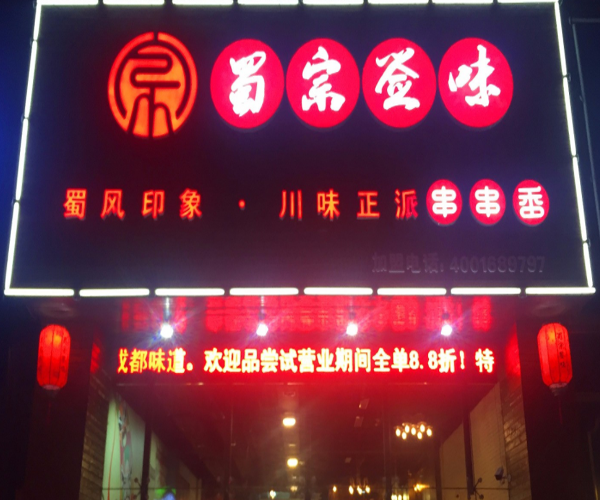 蜀宗签味
蜀风印象·川味正派串串香
加盟电话:4001689797
成都味道。欢迎品尝试营业期间全单8.8折!特